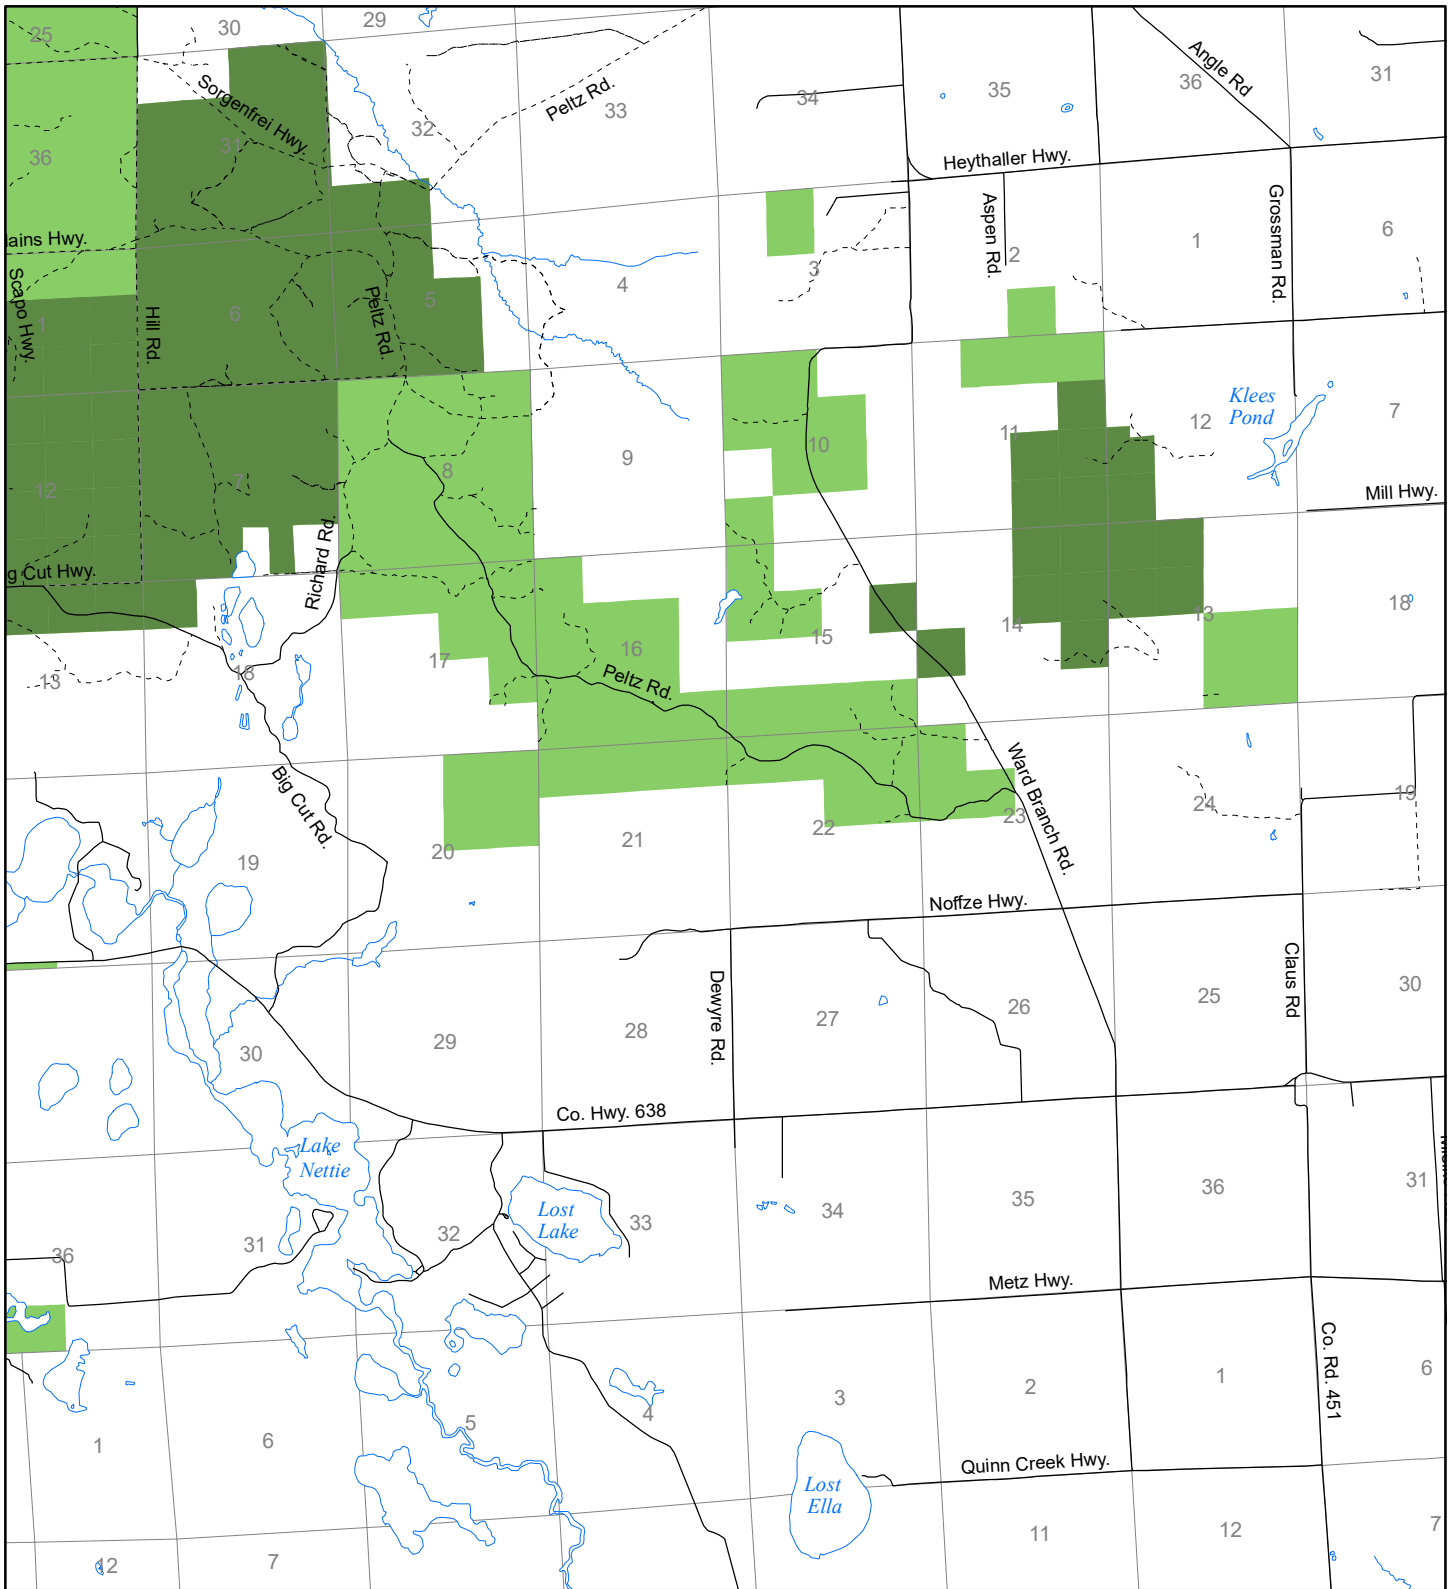 29
30
25
Angle Rd
31
36
35
34
33
Peltz Rd.
Sorgenfrei Hwy.
32
31
36
Heythaller Hwy.
Aspen Rd.
Grossman Rd.
6
1
2
3
4
5
6
1
ains Hwy.
Scapo Hwy.
Hill Rd.
Peltz Rd.
Klees
Pond
7
12
11
10
9
8
7
12
Mill Hwy.
g Cut Hwy.
Richard Rd.
18
13
14
15
16
17
18
13
Peltz Rd.
Ward Branch Rd.
Big Cut Rd.
19
24
23
22
21
20
19
Noffze Hwy.
Dewyre Rd.
Claus Rd
30
25
26
27
28
29
30
Co. Hwy. 638
Lake
Nettie
Lost
Lake
31
36
35
34
33
32
31
36
Metz Hwy.
Co. Rd. 451
6
1
2
3
4
5
6
1
Quinn Creek Hwy.
Lost
Ella
7
12
11
7
12